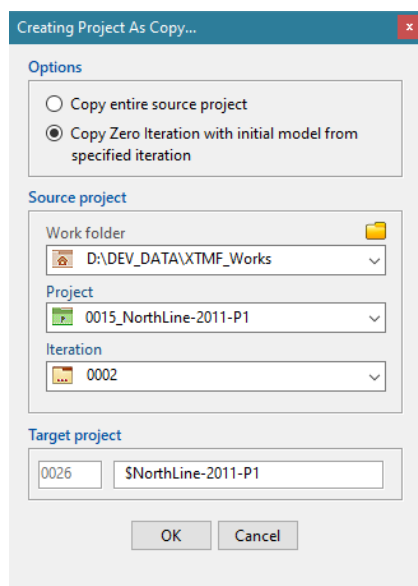 Creating Project As Copy...
x
Options
Copy entire source project
Copy Zero Iteration with initial model from
specified iteration
Source project
Work folder
D:\DEV_DATA\XTMF_Works
Project
0015_NorthLine-2011-P1
Iteration
0002
Target project
0026 $NorthLine-2011-P1
OK Cancel